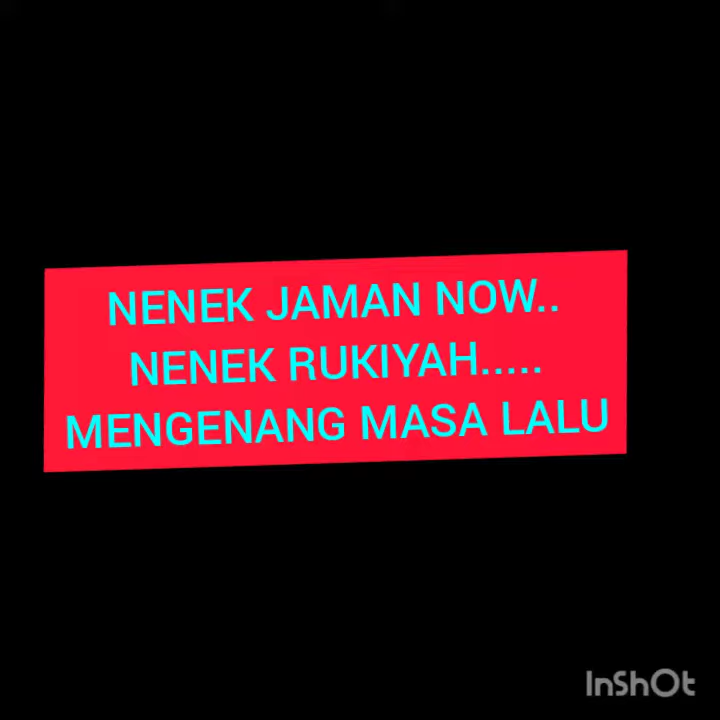 NENEK JAMAN NOW..
NENEK RUKIYAH.....
MENGENANG MASA LALU
InShOt